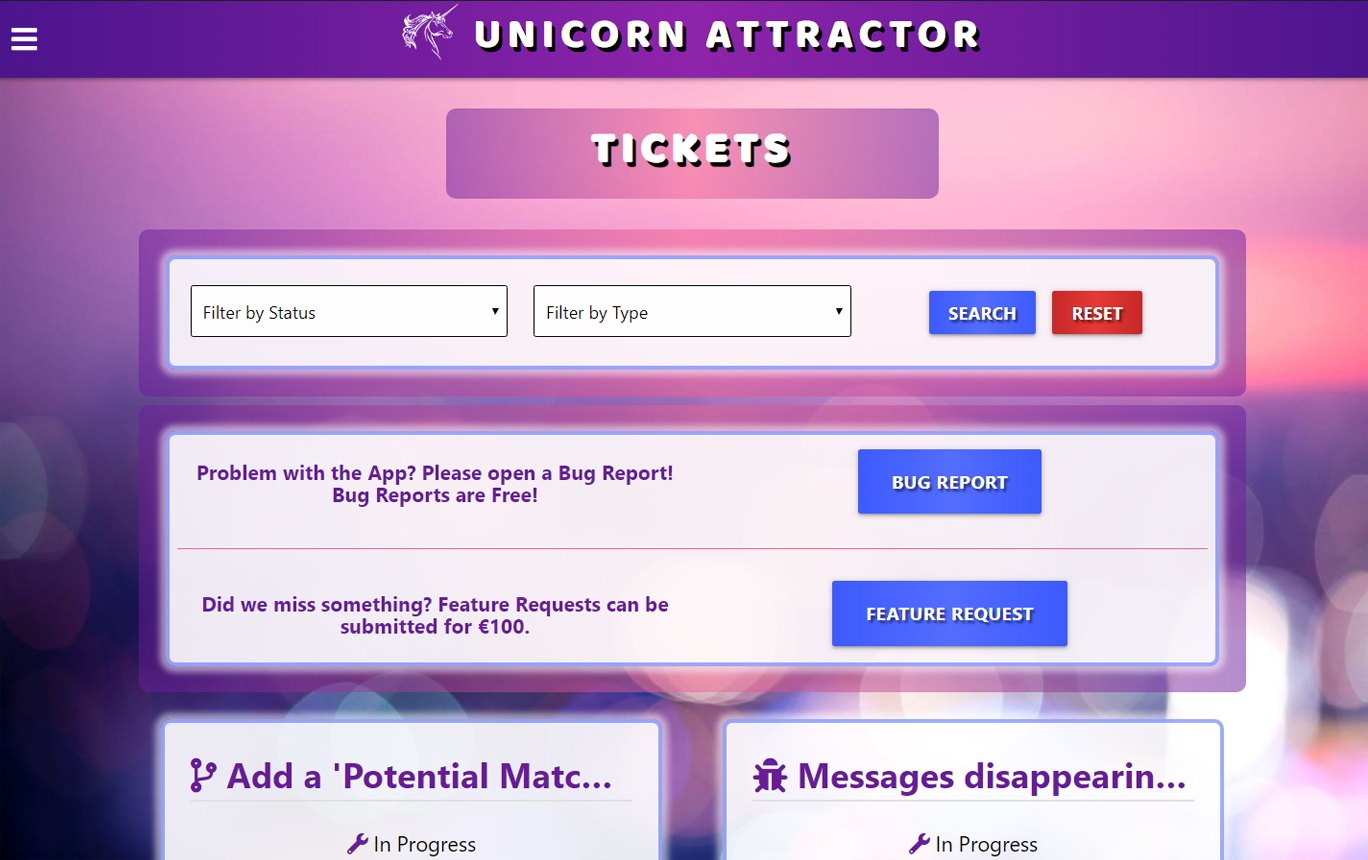 UNICORN ATTRACTOR
TICKETS
Filter by Status
Filter by Type
SEARCH
RESET
Problem with the App? Please open a Bug Report!
Bug Reports are Free!
BUG REPORT
Did we miss something? Feature Requests can be
submitted for €100.
FEATURE REQUEST
Add a 'Potential Matc...
In Progress
Messages disappearin...
In Progress